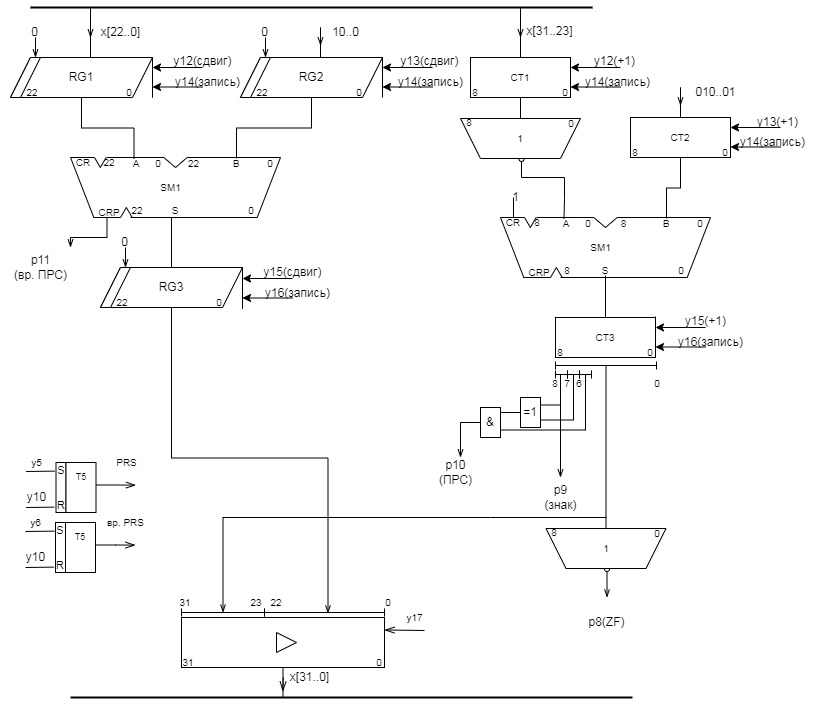 0
x[22..0]
0
10..0
x[31..23]
RG1
22
0
y12(сдвиг)
y14(запись)
RG2
22
0
y13(сдвиг)
y14(запись)
CT1
8
0
y12(+1)
y14(запись)
010..01
8
0
1
CT2
8
0
y13(+1)
y14(запись)
CR
22
A
0
22
B
0
SM1
CRP
22
S
0
p11
(вр. ПРС)
1
CR
8
A
0
8
B
0
SM1
CRP
8
S
0
0
RG3
22
0
y15(сдвиг)
y16(запись)
CT3
8
0
y15(+1)
y16(запись)
8
7
6
0
=1
&
p10
(ПРС)
p9
(знак)
y5
S
T5
PRS
y10
R
y6
S
T5
вр. PRS
y10
R
8
0
1
p8(ZF)
31
23
22
0
y17
31
0
x[31..0]